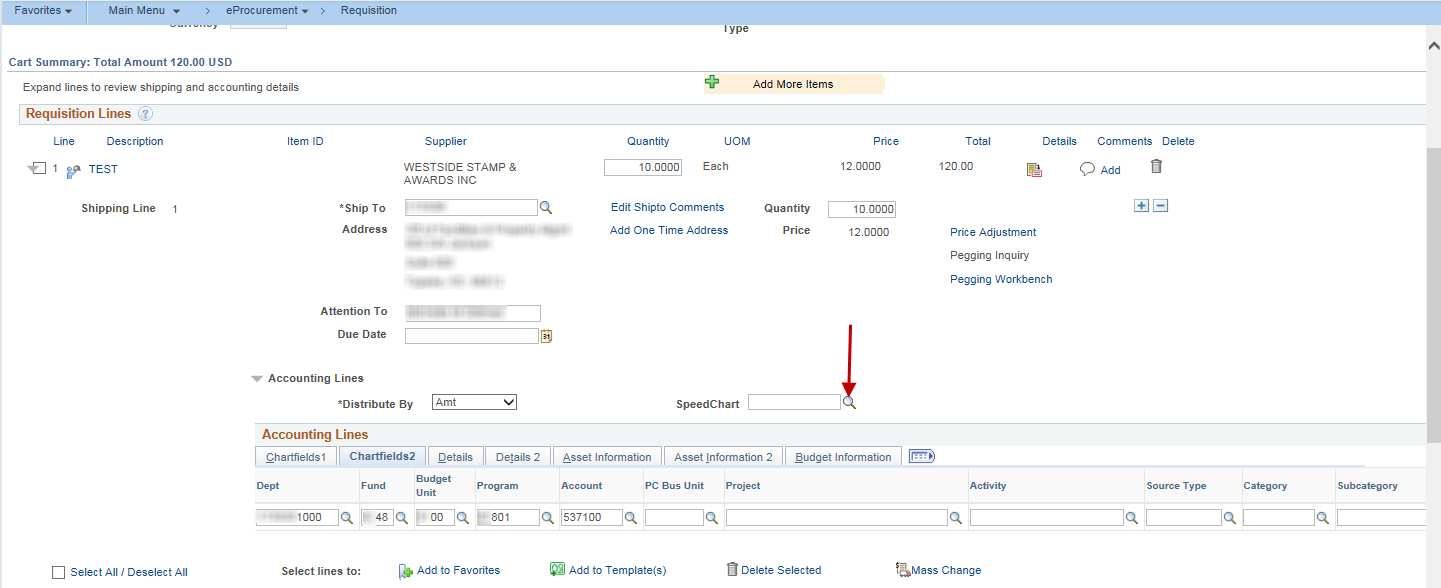 Favorites Main Menu > eProcurement > Requisition
Currency Type
Cart Summary: Total Amount 120.00 USD
Expand lines to review shipping and accounting details Add More Items
Requisition Lines ?
Line Description Item ID Supplier Quantity UOM Price Total Details Comments Delete
1 TEST WESTSIDE STAMP & 10.0000 Each 12.0000 120.00 Add
AWARDS INC
Shipping Line 1 *Ship To Edit Shipto Comments Quantity 10.0000
Address Add One Time Address Price 12.0000 Price Adjustment
Pegging Inquiry
Pegging Workbench
Attention To
Due Date 31
Accounting Lines
*Distribute By Amt SpeedChart
Accounting Lines
Chartfields1 Chartfields2 Details Details 2 Asset Information Asset Information 2 Budget Information
Dept Fund Budget Unit Program Account PC Bus Unit Project Activity Source Type Category Subcategory
1000 48 00 801 537100
Select All / Deselect All Select lines to: Add to Favorites Add to Template(s) Delete Selected Mass Change